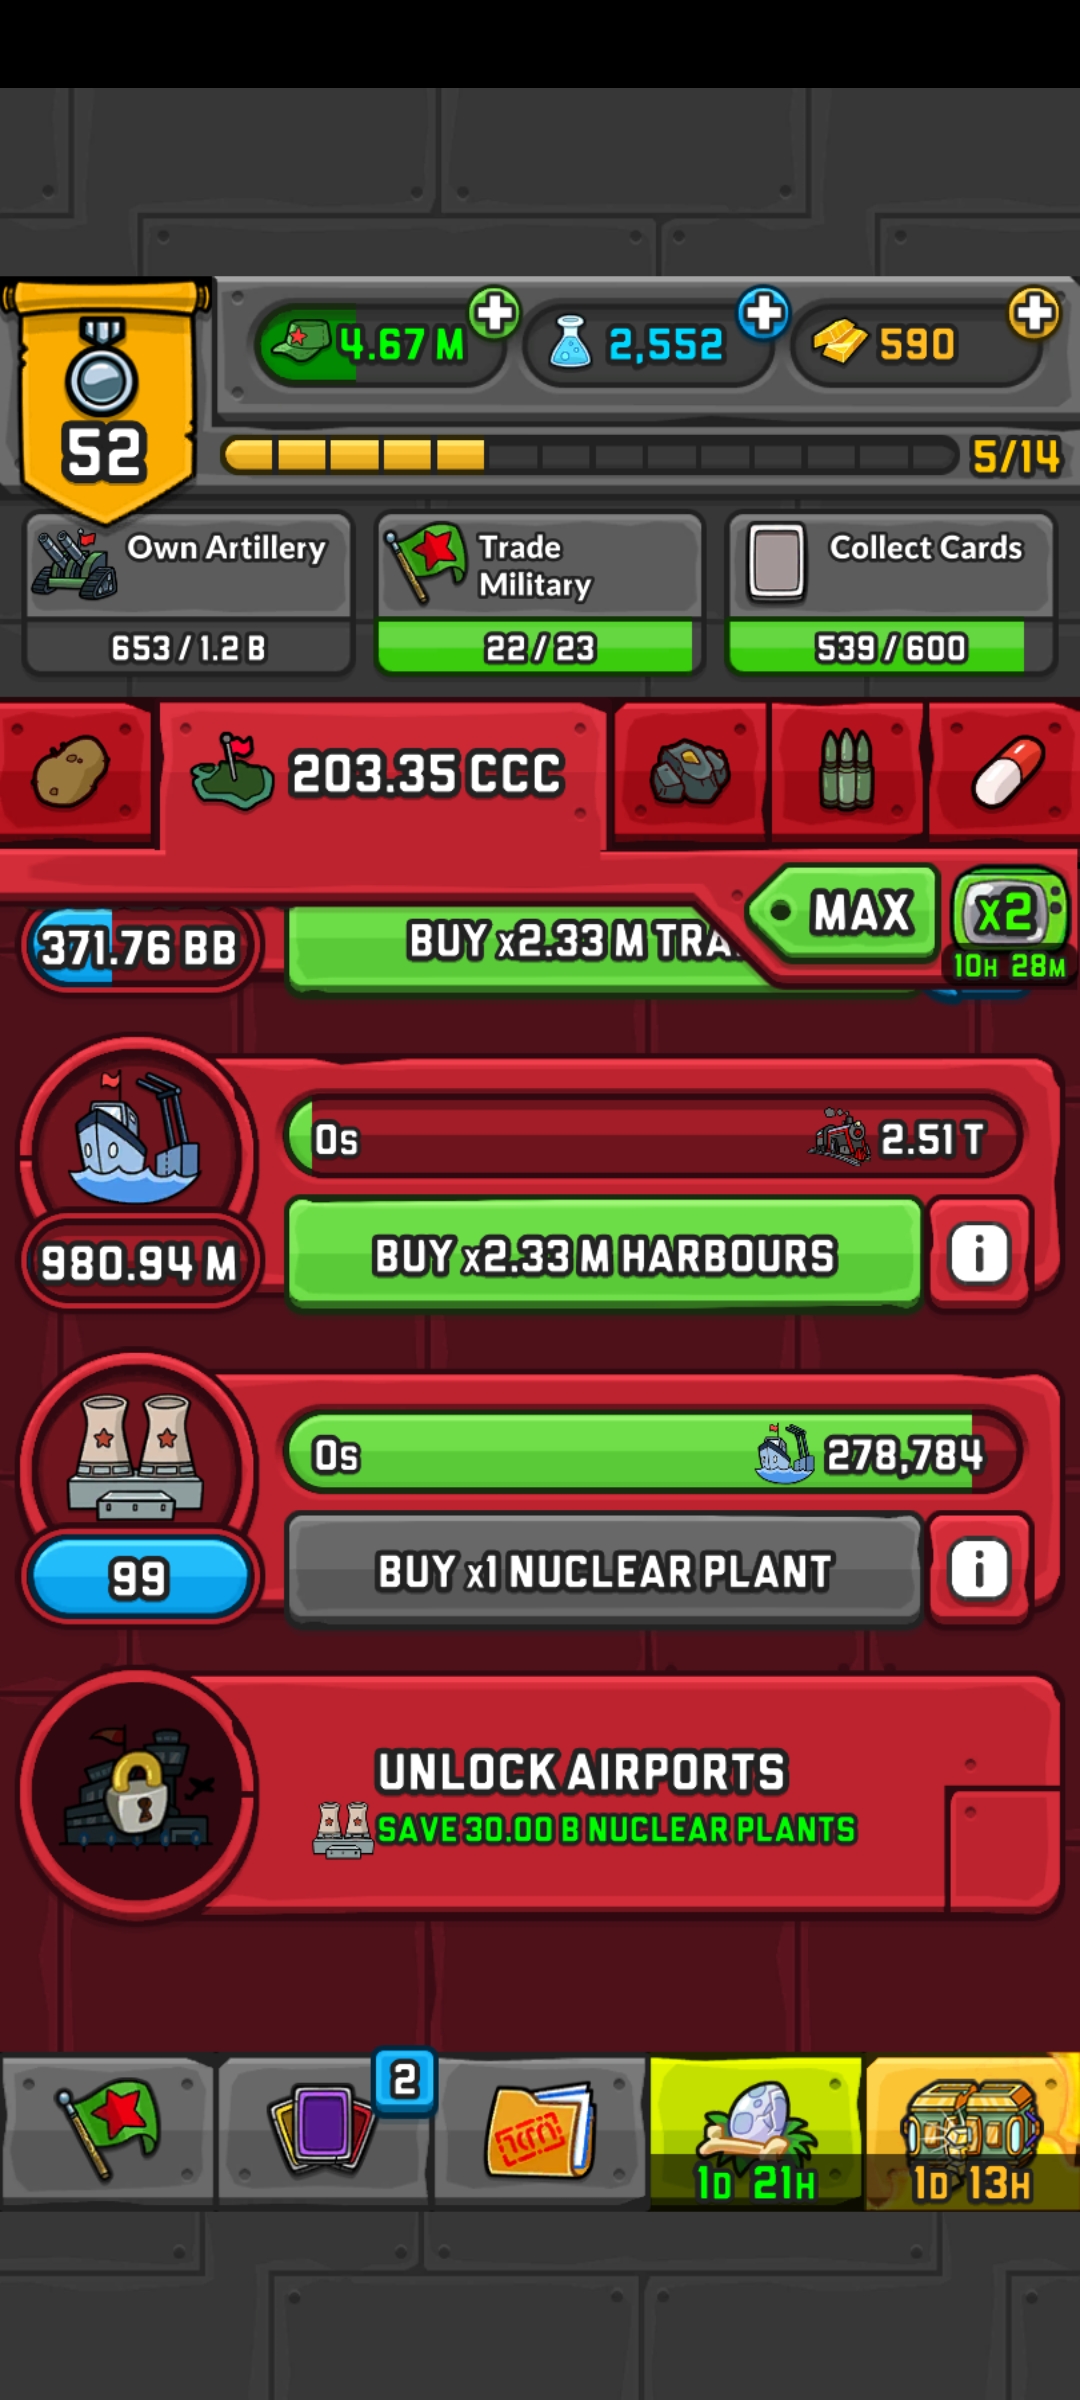 4.67 M
2,552
590
52
5/14
Own Artillery
653 / 1.2 B
Trade
Military
22 / 23
Collect Cards
539 / 600
203.35 CCC
MAX
x2
10H 28M
371.76 BB
BUY x2.33 M TRA
0s
2.51 T
980.94 M
BUY x2.33 M HARBOURS
i
0s
278,784
99
BUY x1 NUCLEAR PLANT
i
UNLOCK AIRPORTS
SAVE 30.00 B NUCLEAR PLANTS
2
1D 21H
1D 13H